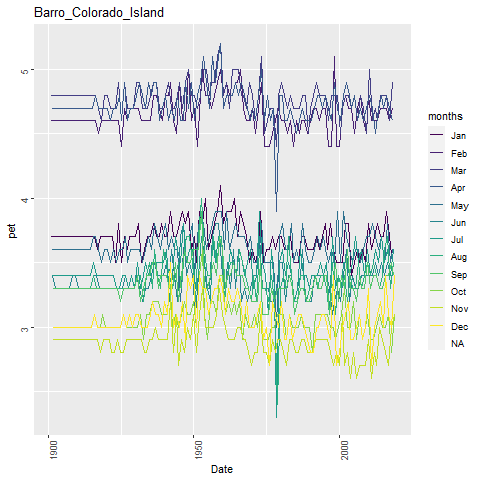 Barro_Colorado_Island
5
4
3
pet
1900
1950
2000
Date
months
Jan
Feb
Mar
Apr
May
Jun
Jul
Aug
Sep
Oct
Nov
Dec
NA